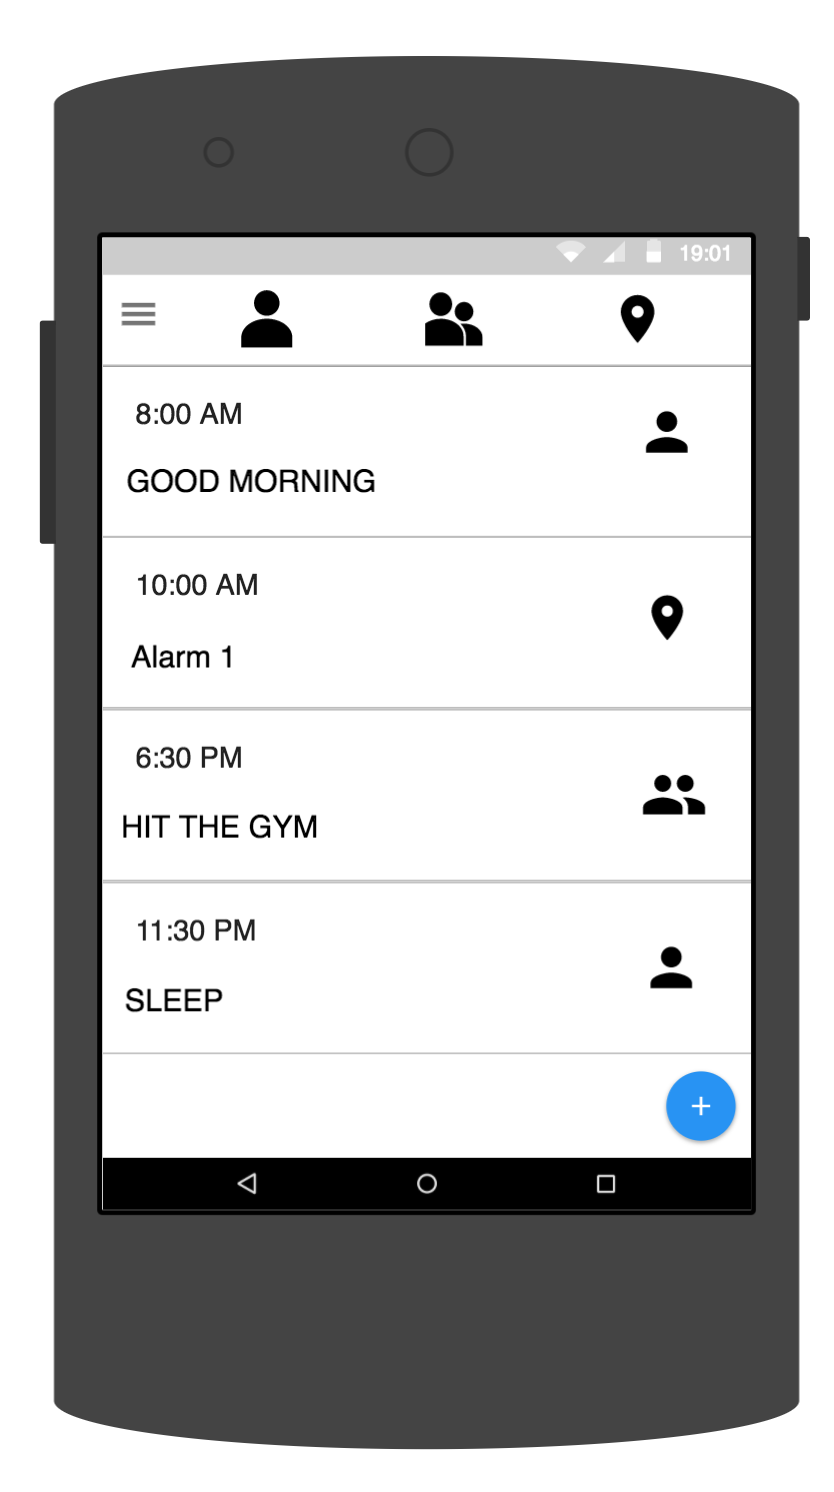 19:01
8:00 AM
GOOD MORNING
10:00 AM
Alarm 1
6:30 PM
HIT THE GYM
11:30 PM
SLEEP